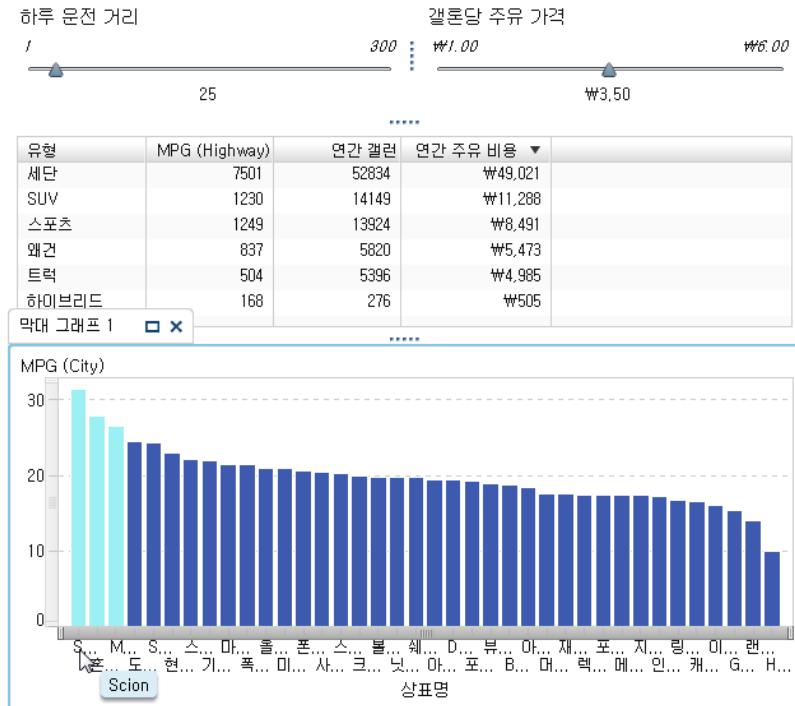 하루 운전 거리 갤론당 주유 가격
1 300 ₩1.00 ₩6.00
25 ₩3.50
유형 MPG (Highway) 연간 갤런 연간 주유 비용 ▼
세단 7501 52834 ₩49,021
SUV 1230 14149 ₩11,288
스포츠 1249 13924 ₩8,491
왜건 837 5820 ₩5,473
트럭 504 5396 ₩4,985
하이브리드 168 276 ₩505
막대 그래프 1
MPG (City)
30
20
10
0
S... M... S... 스... 마... 올... 폰... 스... 볼... 쉐... D... 뷰... 아... 재... 포... 지... 링... 이... 랜...
혼... 도... 현... 기... 폭... 미... 사... 크... 닛... 아... 포... B... 머... 렉... 메... 인... 캐... G... H...
Scion
상표명